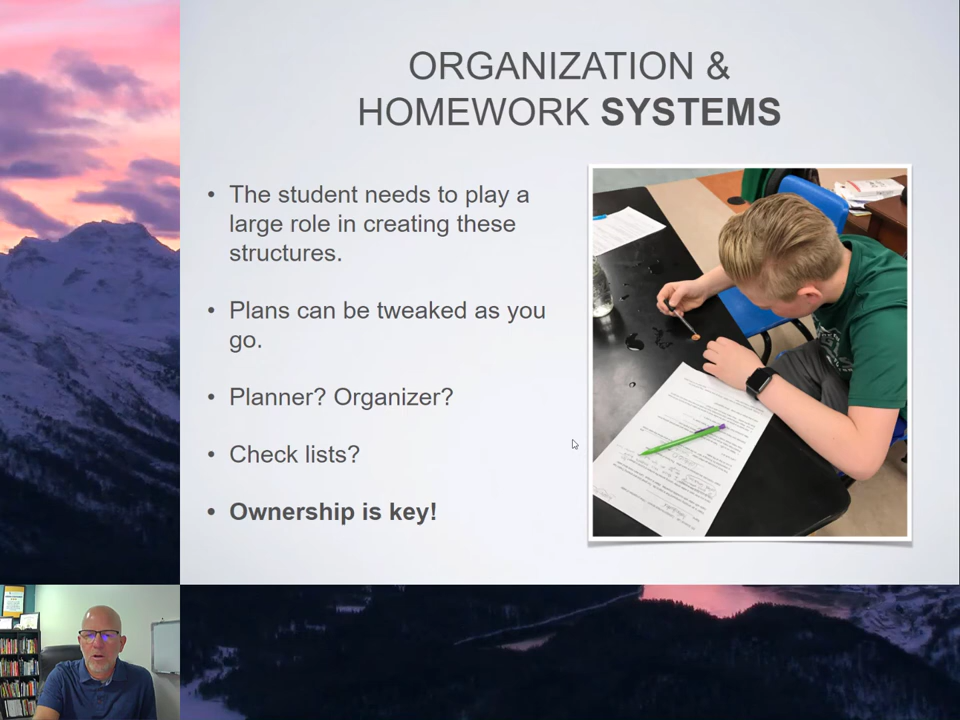 ORGANIZATION &
HOMEWORK SYSTEMS
• The student needs to play a
large role in creating these
structures.
• Plans can be tweaked as you
go.
• Planner? Organizer?
• Check lists?
• Ownership is key!